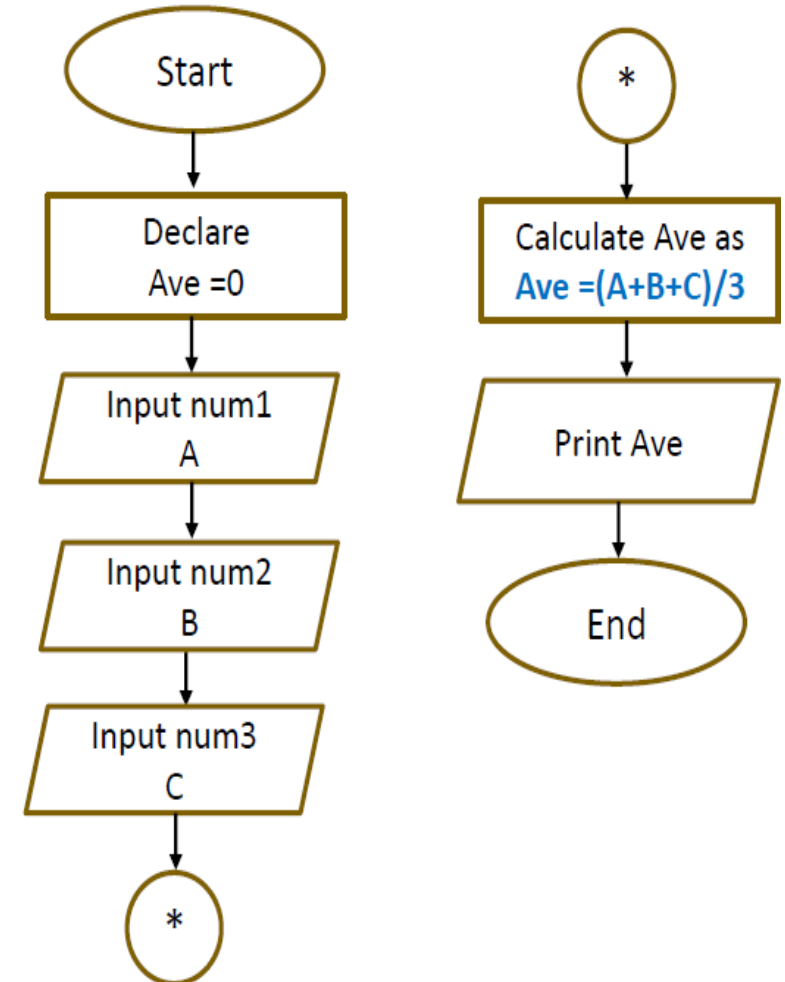 Start
Declare
Ave =0
Input num1
A
Input num2
B
Input num3
C
*
*
Calculate Ave as
Ave =(A+B+C)/3
Print Ave
End